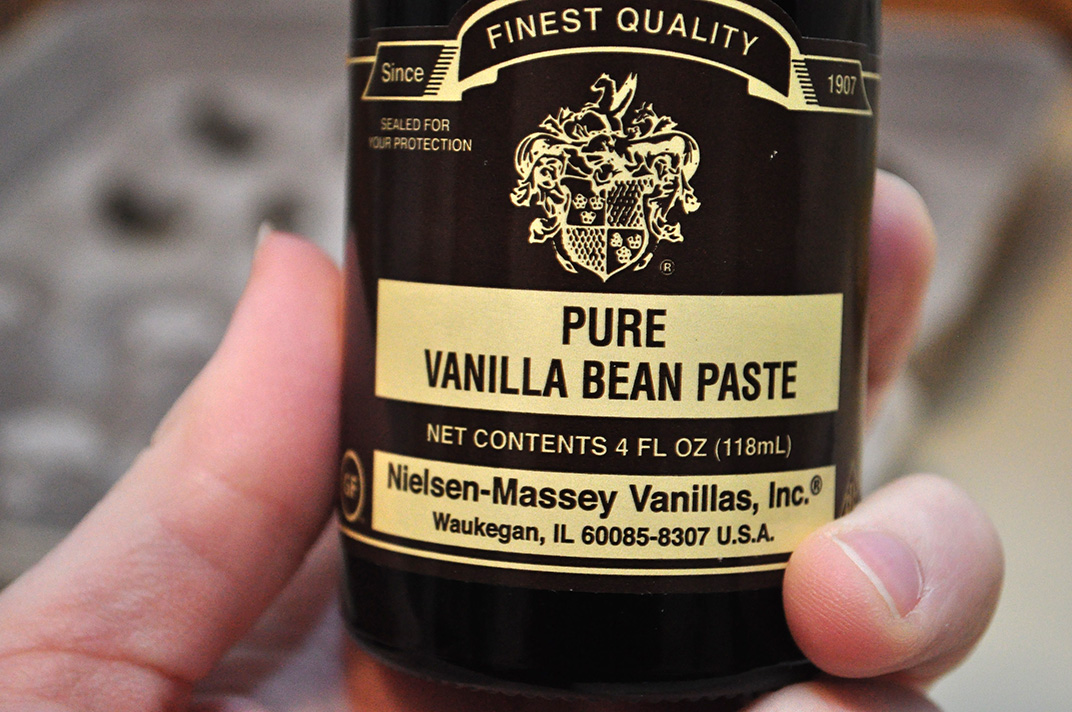 FINEST QUALITY
Since 1907
SEALED FOR
YOUR PROTECTION
®
PURE
VANILLA BEAN PASTE
NET CONTENTS 4 FL OZ (118mL)
GF
Nielsen-Massey Vanillas, Inc.®
Waukegan, IL 60085-8307 U.S.A.